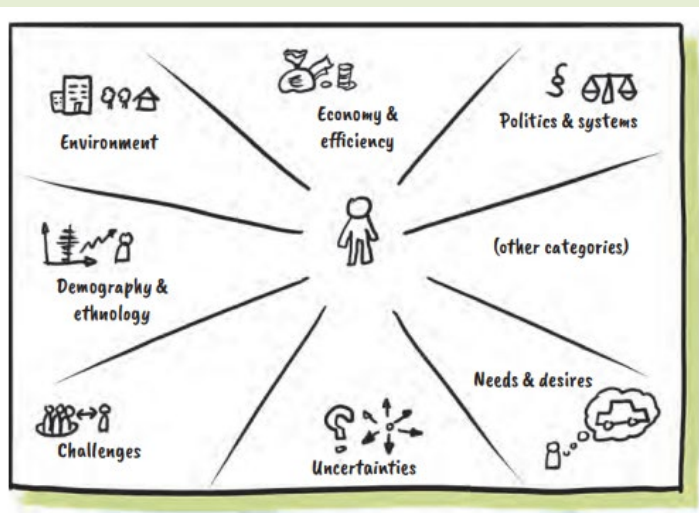 Environment
Economy &
efficiency
§
Politics & systems
(other categories)
Demography &
ethnology
Needs & desires
Challenges
?
Uncertainties